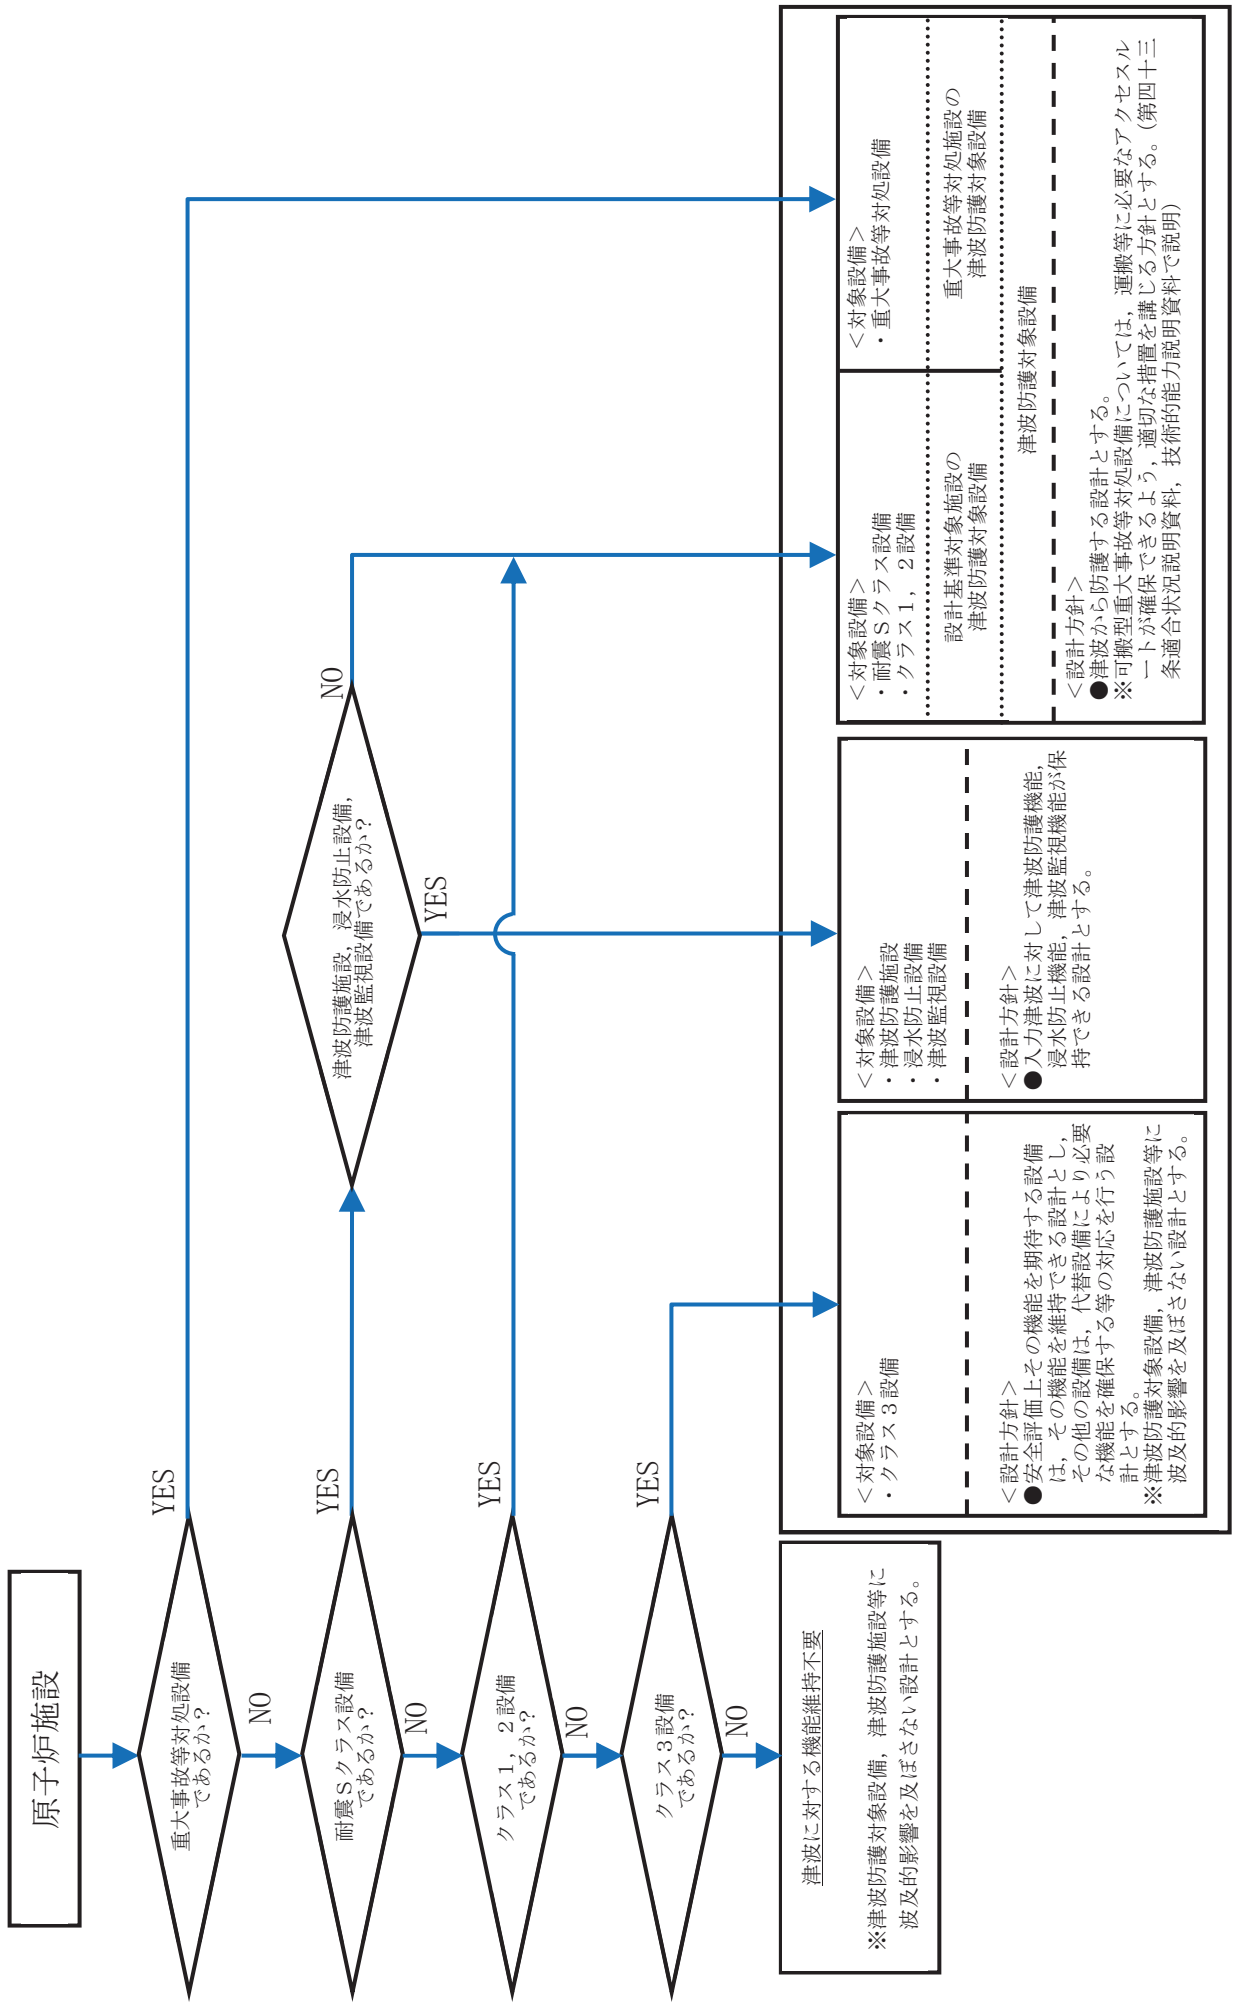 原子炉施設
重大事故等対処設備
であるか？
YES
NO
耐震Ｓクラス設備
であるか？
YES
NO
津波防護施設，浸水防止設備，
津波監視設備であるか？
NO
YES
クラス１，２設備
であるか？
YES
NO
クラス３設備
であるか？
YES
NO
津波に対する機能維持不要
※津波防護対象設備，津波防護施設等に
波及的影響を及ぼさない設計とする。
＜対象設備＞
・クラス３設備
＜設計方針＞
●安全評価上その機能を期待する設備
は，その機能を維持できる設計とし，
その他の設備は，代替設備により必要
な機能を確保する等の対応を行う設
計とする。
※津波防護対象設備，津波防護施設等に
波及的影響を及ぼさない設計とする。
＜対象設備＞
・津波防護施設
・浸水防止設備
・津波監視設備
＜設計方針＞
●入力津波に対して津波防護機能，
浸水防止機能，津波監視機能が保
持できる設計とする。
＜対象設備＞
・耐震Ｓクラス設備
・クラス１，２設備
設計基準対象施設の
津波防護対象設備
＜対象設備＞
・重大事故等対処設備
重大事故等対処施設の
津波防護対象設備
津波防護対象設備
＜設計方針＞
●津波から防護する設計とする。
※可搬型重大事故等対処設備については，運搬等に必要なアクセスル
ートが確保できるよう，適切な措置を講じる方針とする。（第四十三
条適合状況説明資料，技術的能力説明資料で説明）